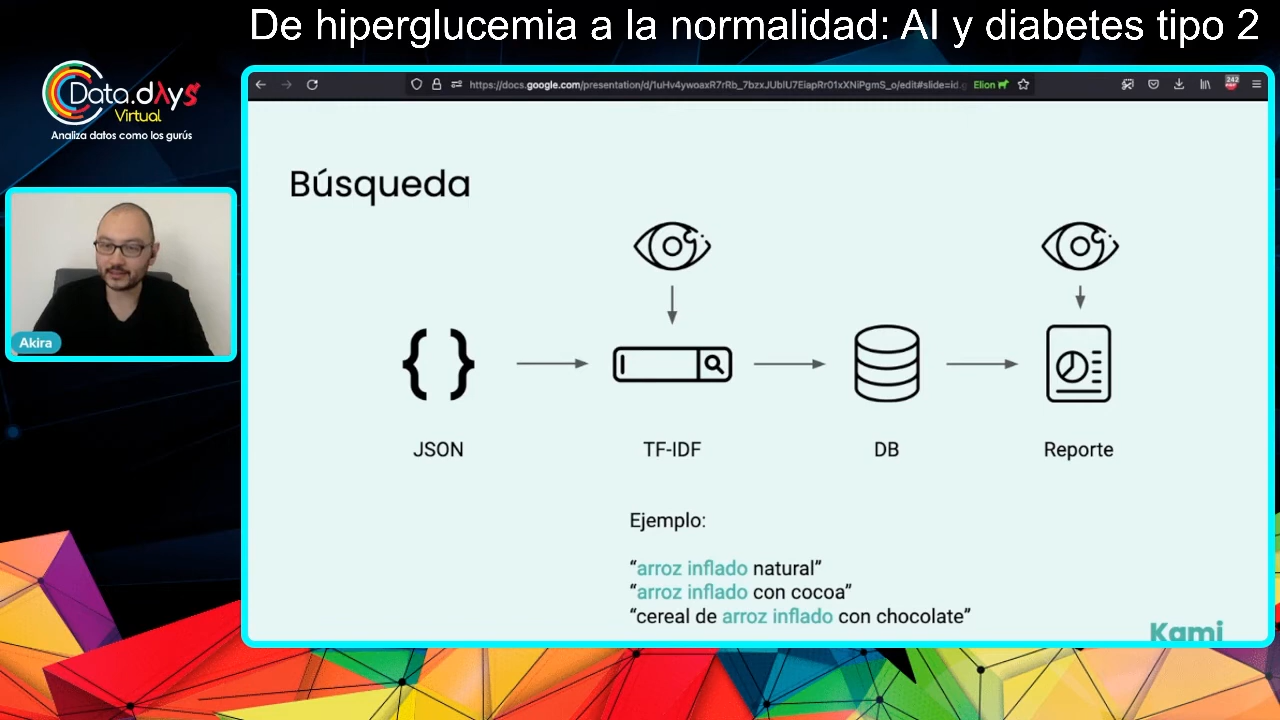 De hiperglucemia a la normalidad: AI y diabetes tipo 2
Data.dAys
Virtual
Analiza datos como los gurús
Akira
Elion
242
Búsqueda
JSON
TF-IDF
DB
Reporte
Ejemplo:
“arroz inflado natural”
“arroz inflado con cocoa”
“cereal de arroz inflado con chocolate”
Kami